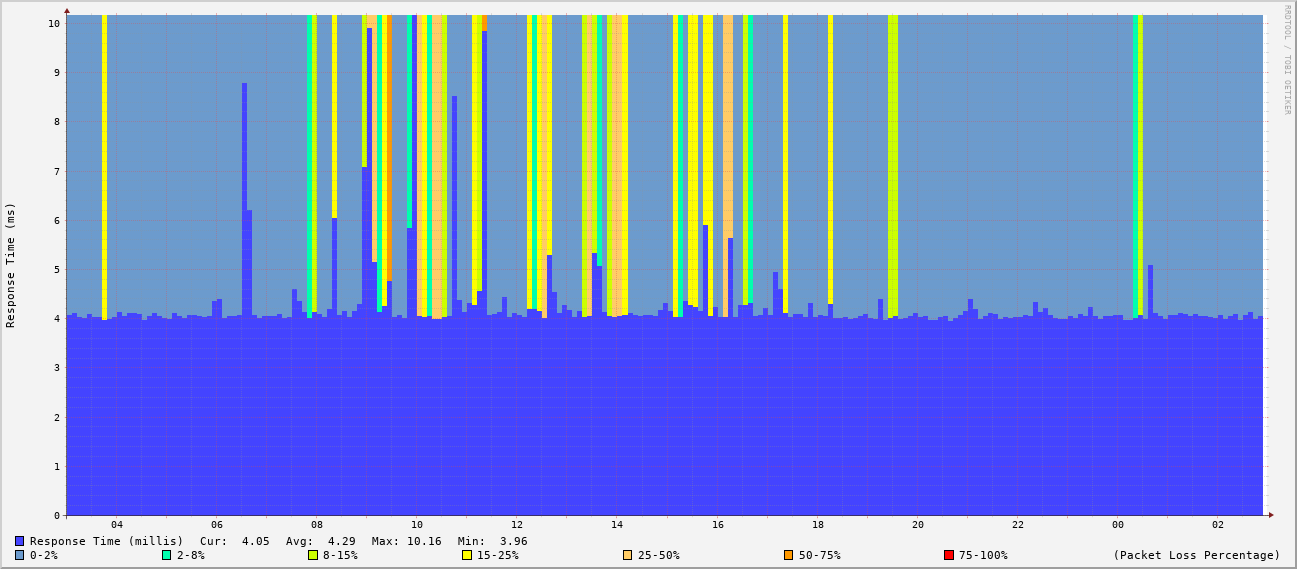 RRDTOOL / TOBI OETIKER
Response Time (ms)
10
9
8
7
6
5
4
3
2
1
0
04 06 08 10 12 14 16 18 20 22 00 02
Response Time (millis) Cur: 4.05 Avg: 4.29 Max: 10.16 Min: 3.96
0-2% 2-8% 8-15% 15-25% 25-50% 50-75% 75-100% (Packet Loss Percentage)